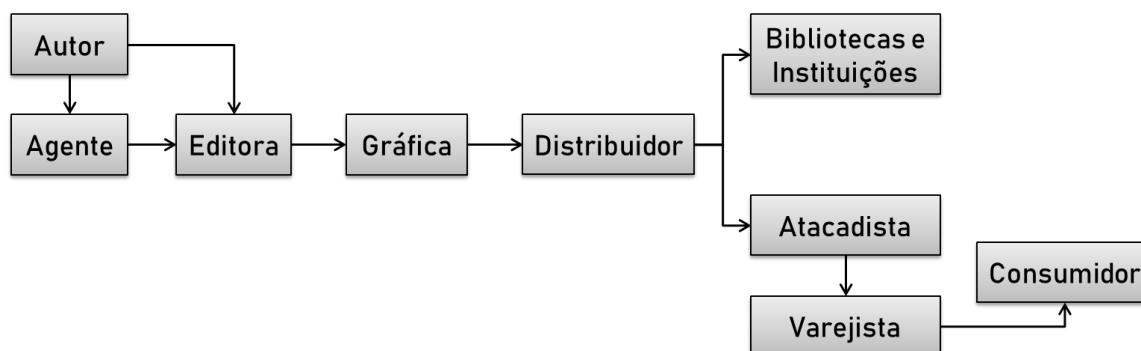 Autor
Agente
Editora
Gráfica
Distribuidor
Bibliotecas e
Instituições
Atacadista
Varejista
Consumidor